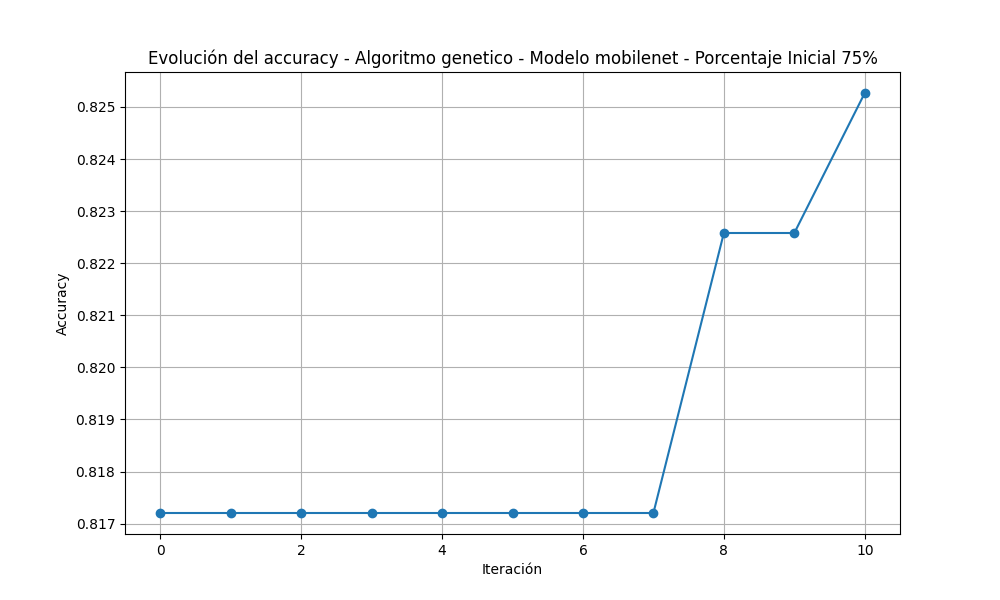 Evolución del accuracy - Algoritmo genetico - Modelo mobilenet - Porcentaje Inicial 75%
Accuracy
0.825
0.824
0.823
0.822
0.821
0.820
0.819
0.818
0.817
0 2 4 6 8 10
Iteración